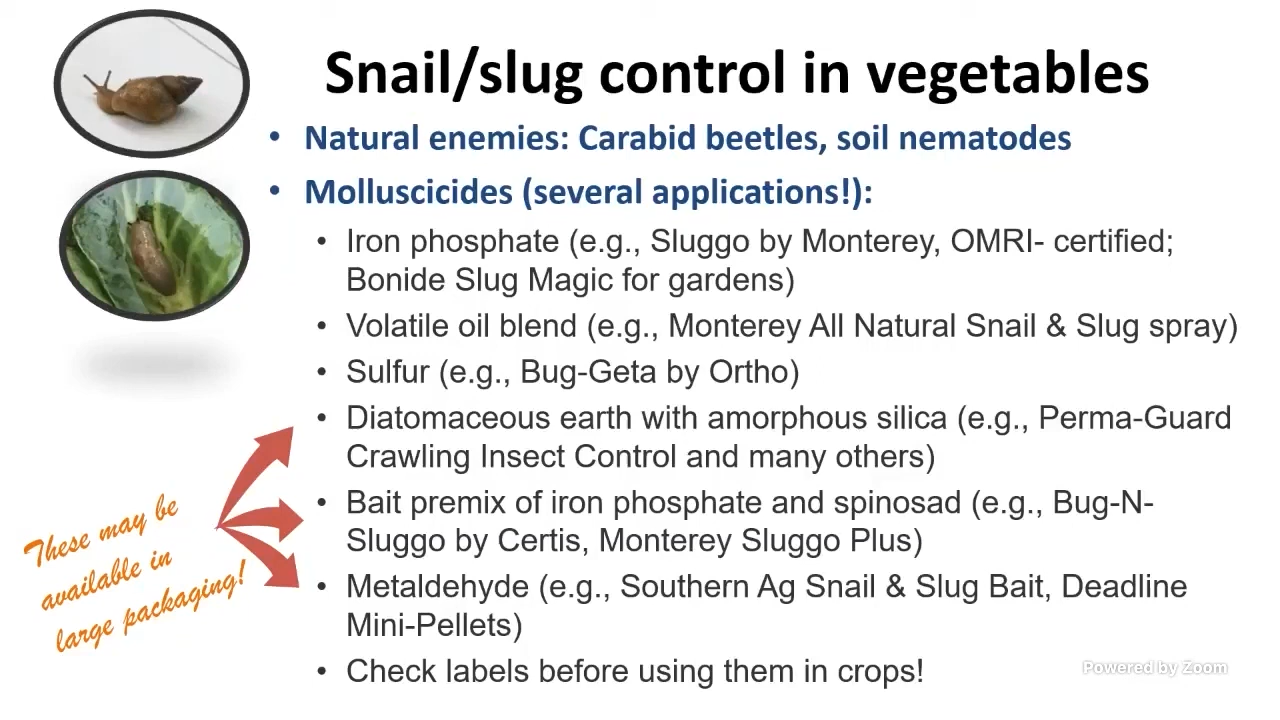 Snail/slug control in vegetables
• Natural enemies: Carabid beetles, soil nematodes
• Molluscicides (several applications!):
• Iron phosphate (e.g., Sluggo by Monterey, OMRI- certified;
Bonide Slug Magic for gardens)
• Volatile oil blend (e.g., Monterey All Natural Snail & Slug spray)
• Sulfur (e.g., Bug-Geta by Ortho)
• Diatomaceous earth with amorphous silica (e.g., Perma-Guard
Crawling Insect Control and many others)
• Bait premix of iron phosphate and spinosad (e.g., Bug-N-
Sluggo by Certis, Monterey Sluggo Plus)
• Metaldehyde (e.g., Southern Ag Snail & Slug Bait, Deadline
Mini-Pellets)
• Check labels before using them in crops!
These may be
available in
large packaging!
Powered by Zoom